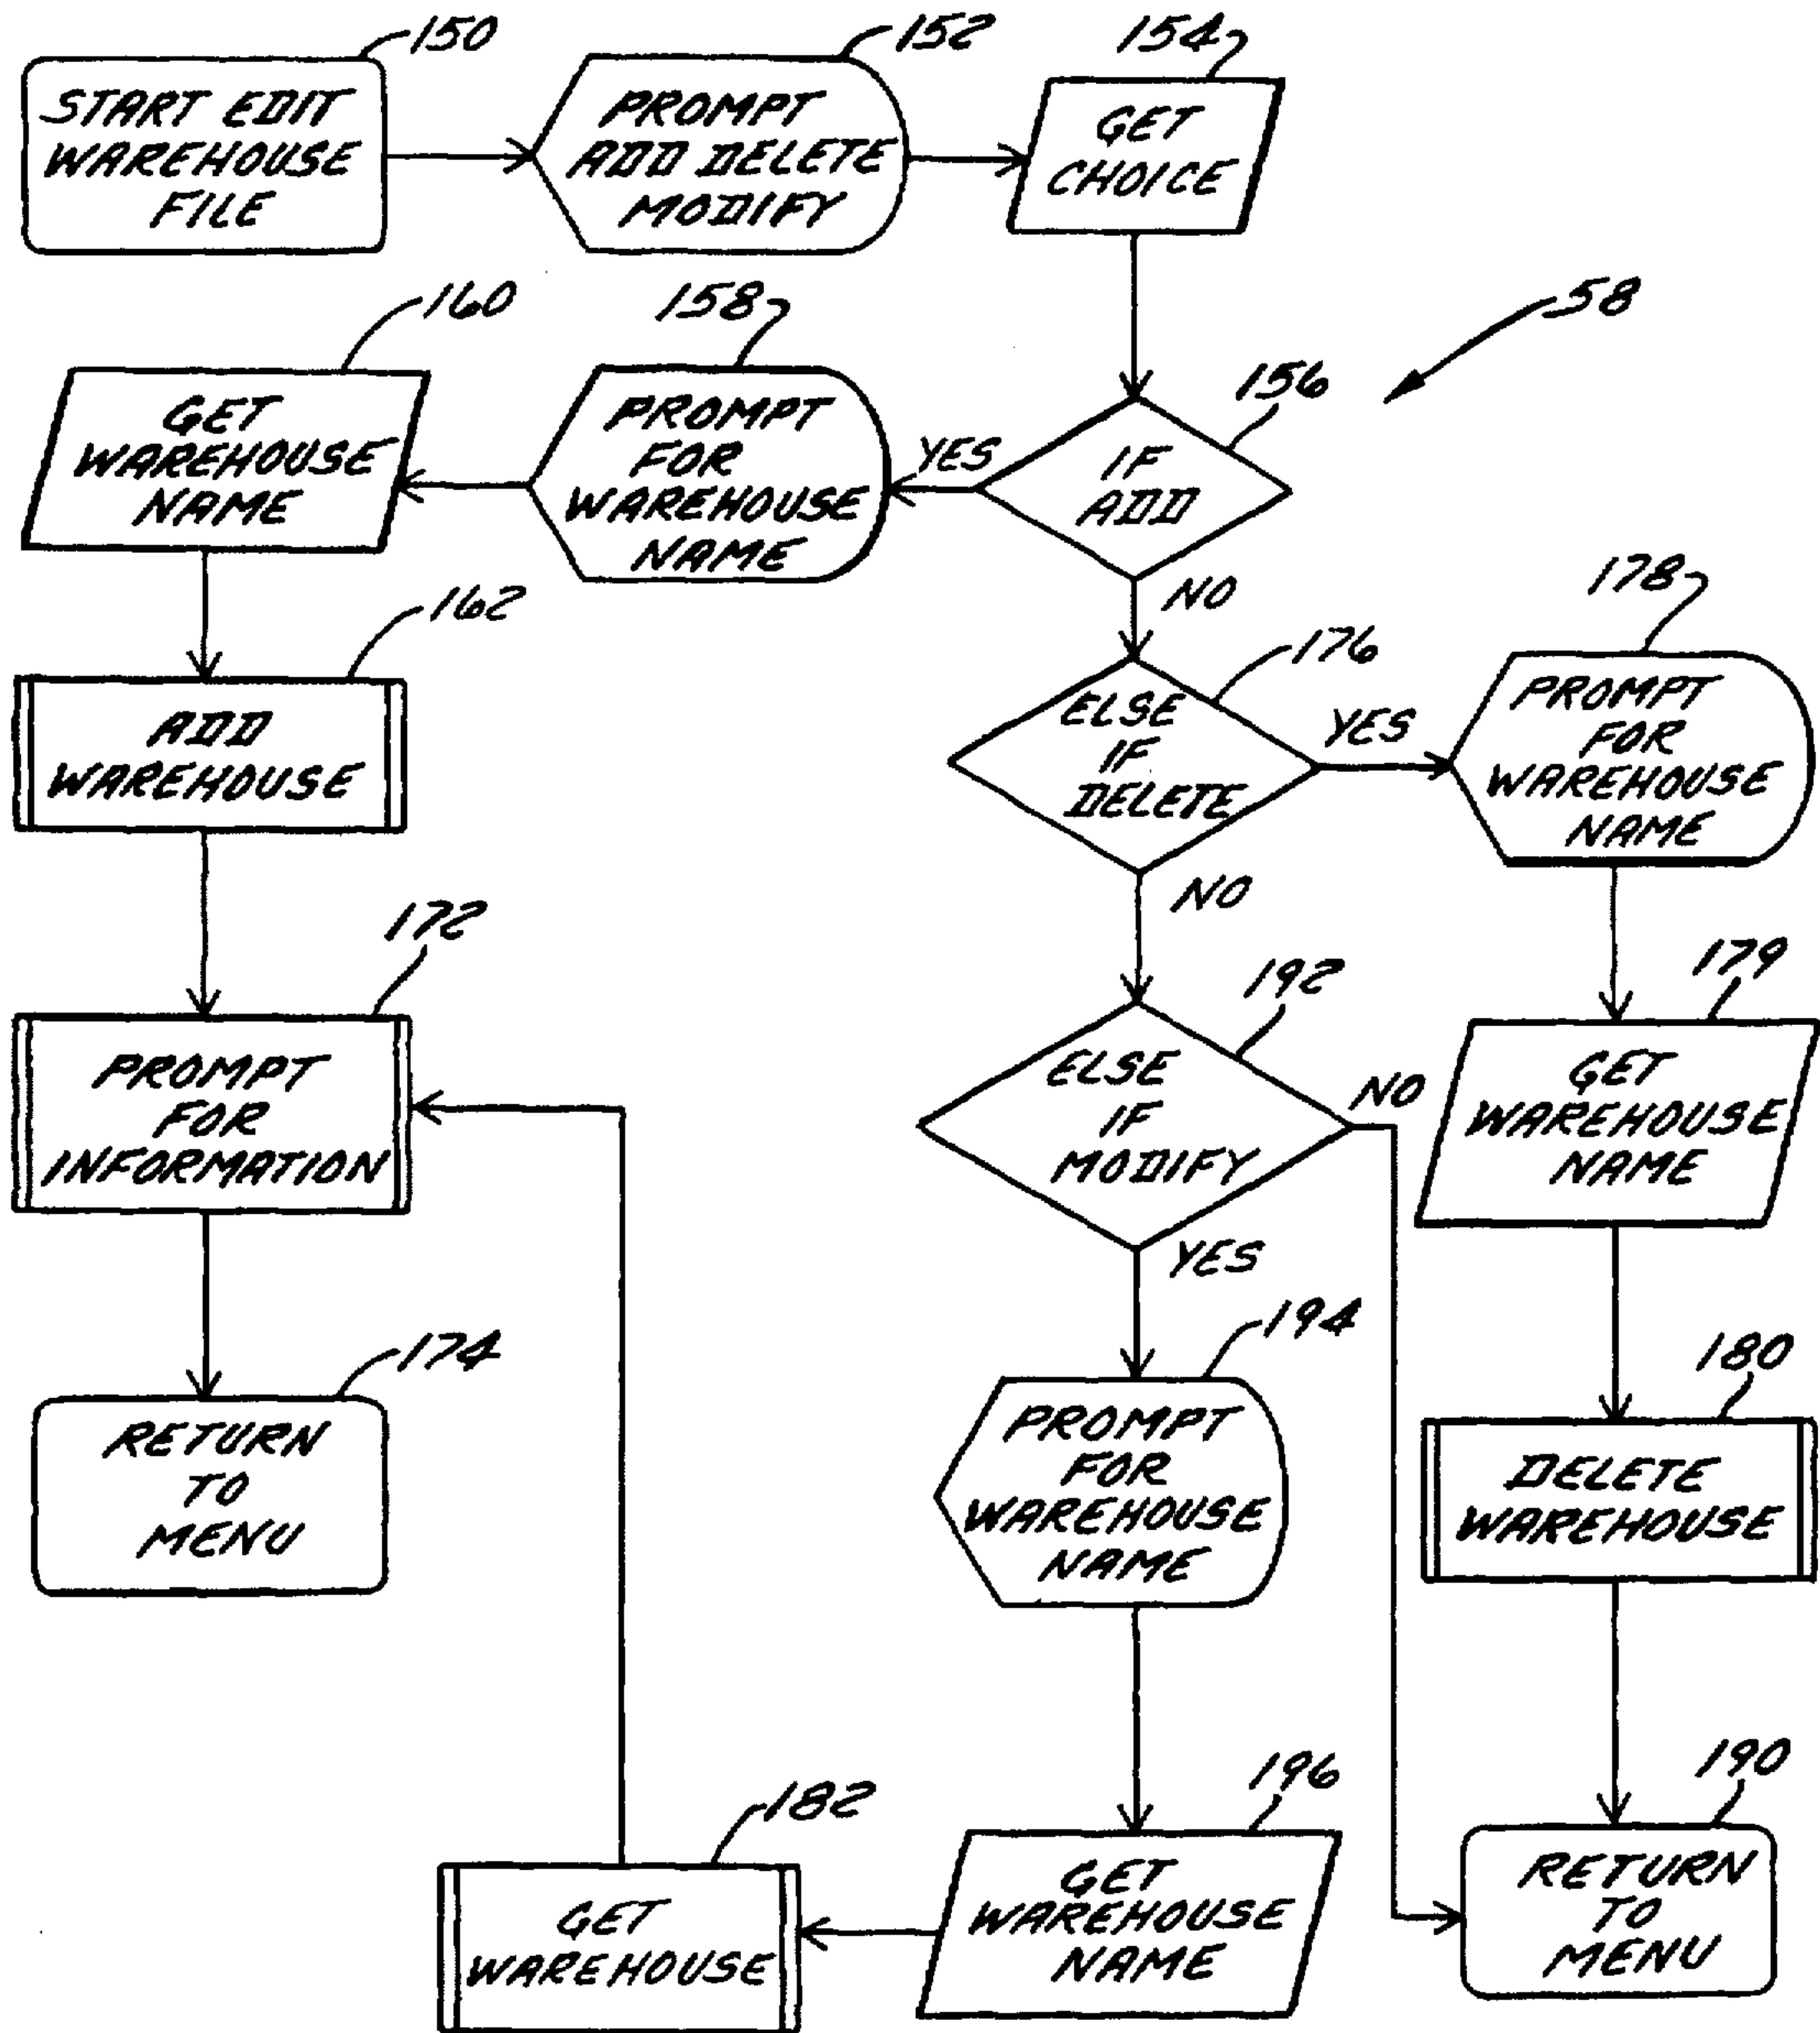 150
START EDIT
WAREHOUSE
FILE
152
PROMPT
ADD DELETE
MODIFY
154
GET
CHOICE
58
156
IF
ADD
YES
NO
158
PROMPT
FOR
WAREHOUSE
NAME
160
GET
WAREHOUSE
NAME
162
ADD
WAREHOUSE
172
PROMPT
FOR
INFORMATION
174
RETURN
TO
MENU
176
ELSE
IF
DELETE
YES
NO
178
PROMPT
FOR
WAREHOUSE
NAME
179
GET
WAREHOUSE
NAME
180
DELETE
WAREHOUSE
190
RETURN
TO
MENU
192
ELSE
IF
MODIFY
NO
YES
194
PROMPT
FOR
WAREHOUSE
NAME
196
GET
WAREHOUSE
NAME
182
GET
WAREHOUSE